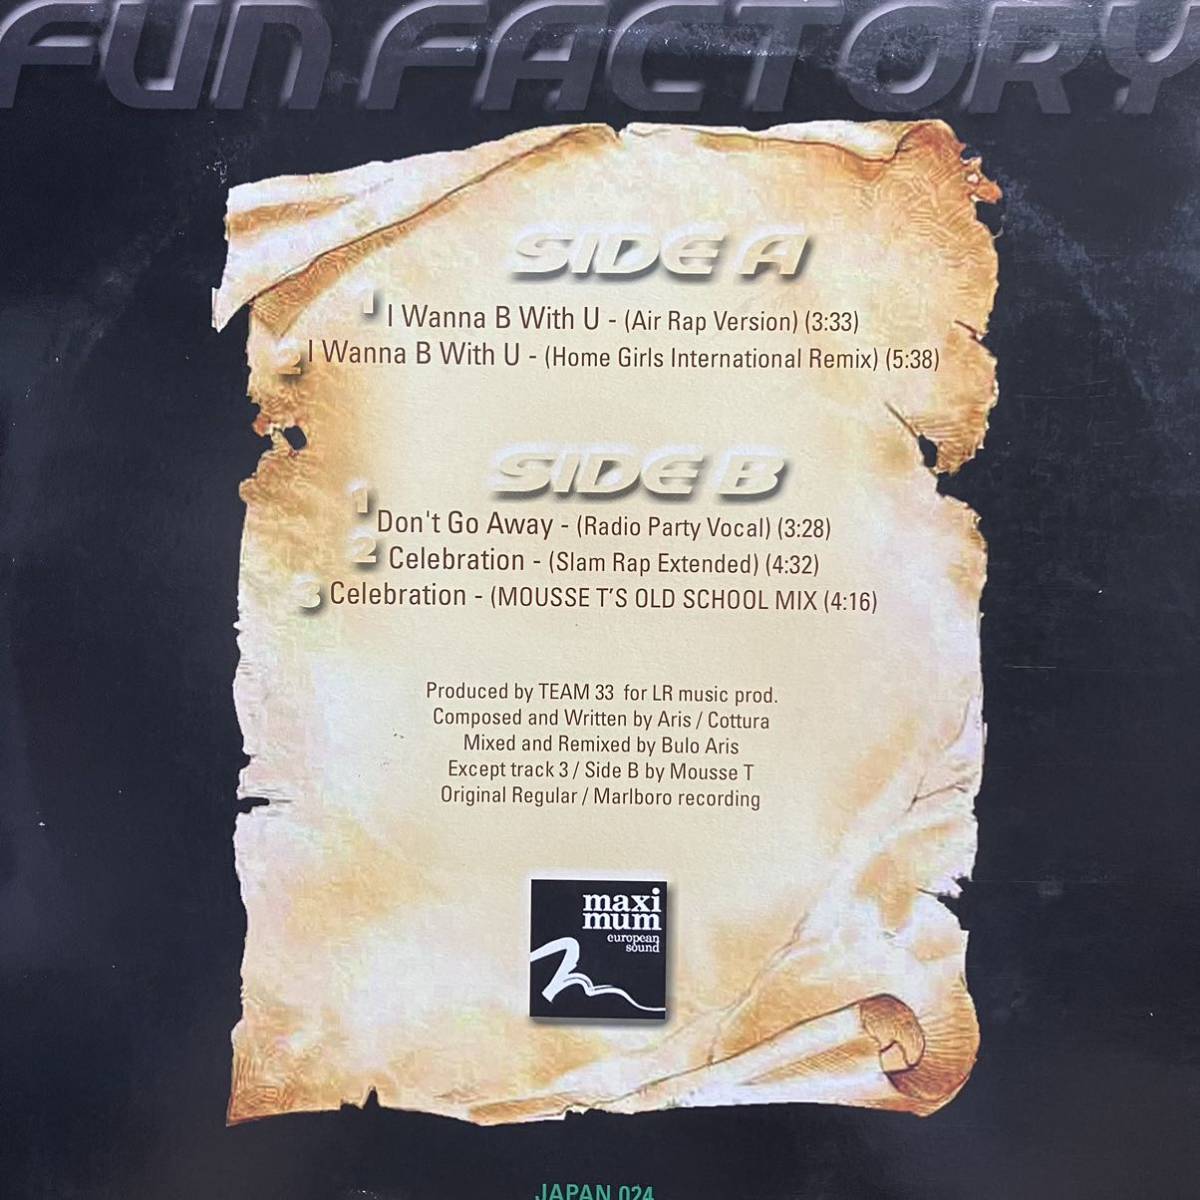 FUN FACTORY
SIDE A
1 I Wanna B With U - (Air Rap Version) (3:33)
2 I Wanna B With U - (Home Girls International Remix) (5:38)
SIDE B
1 Don't Go Away - (Radio Party Vocal) (3:28)
2 Celebration - (Slam Rap Extended) (4:32)
3 Celebration - (MOUSSE T'S OLD SCHOOL MIX (4:16)
Produced by TEAM 33 for LR music prod.
Composed and Written by Aris / Cottura
Mixed and Remixed by Bulo Aris
Except track 3 / Side B by Mousse T
Original Regular / Marlboro recording
maxi
mum
european
sound
JAPAN 024